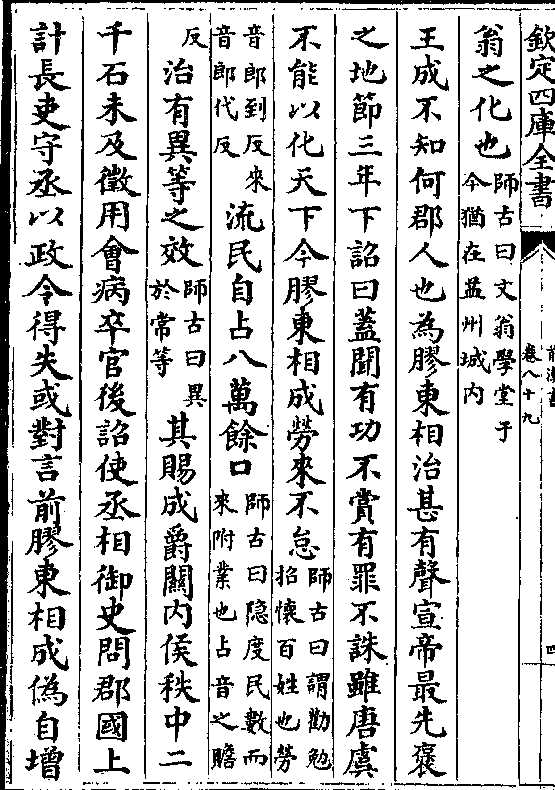 欽定四庫全書
前漢書
卷八十九
四
翁之化也師古曰文翁學堂于
今猶在益州城内
王成不知何郡人也為膠東相治甚有聲宣帝最先褒
之地節三年下詔曰蓋聞有功不賞有罪不誅雖唐虞
不能以化天下今膠東相成勞來不怠師古曰謂勸勉
招懐百姓也勞
音郎到反來
音郎代反流民自占八萬餘口師古曰隠度民數而
來附業也占音之贍
反治有異等之效師古曰異
於常等其賜成爵關内侯秩中二
千石未及徵用會病卒官後詔使丞相御史問郡國上
計長吏守丞以政令得失或對言前膠東相成偽自增